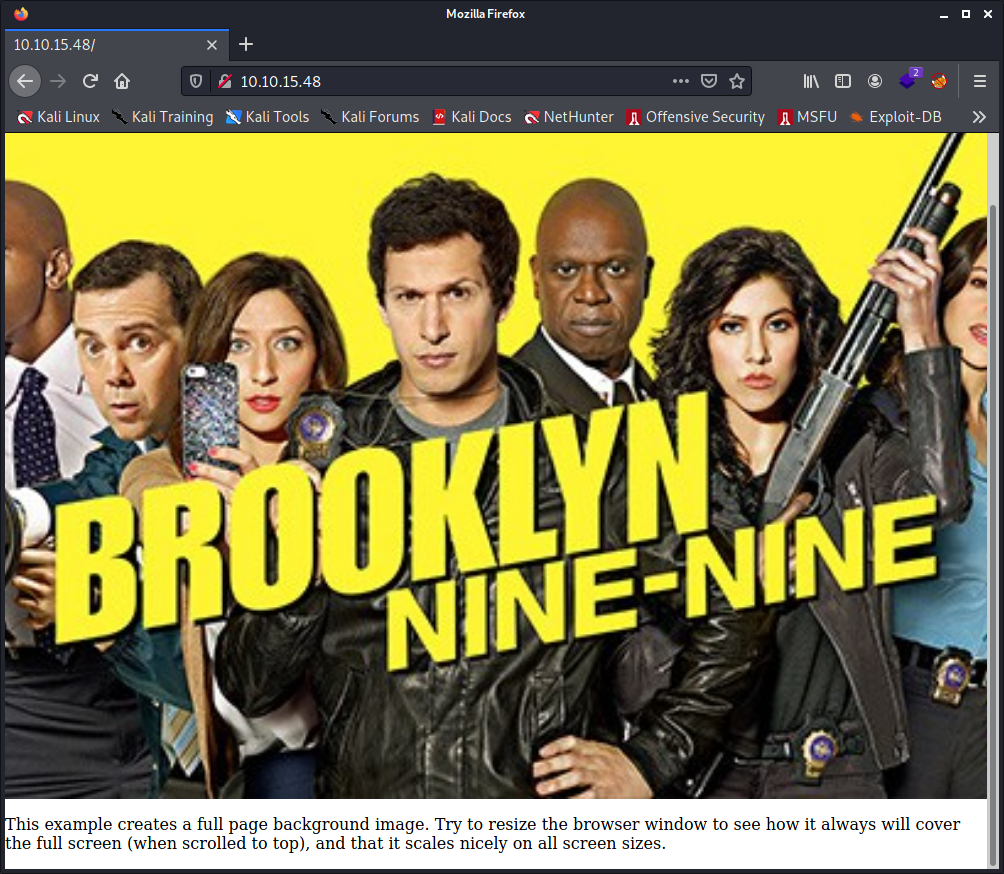 Mozilla Firefox
10.10.15.48/
10.10.15.48
2
Kali Linux Kali Training Kali Tools Kali Forums Kali Docs NetHunter Offensive Security MSFU Exploit-DB
BROOKLYN
NINE-NINE
This example creates a full page background image. Try to resize the browser window to see how it always will cover
the full screen (when scrolled to top), and that it scales nicely on all screen sizes.